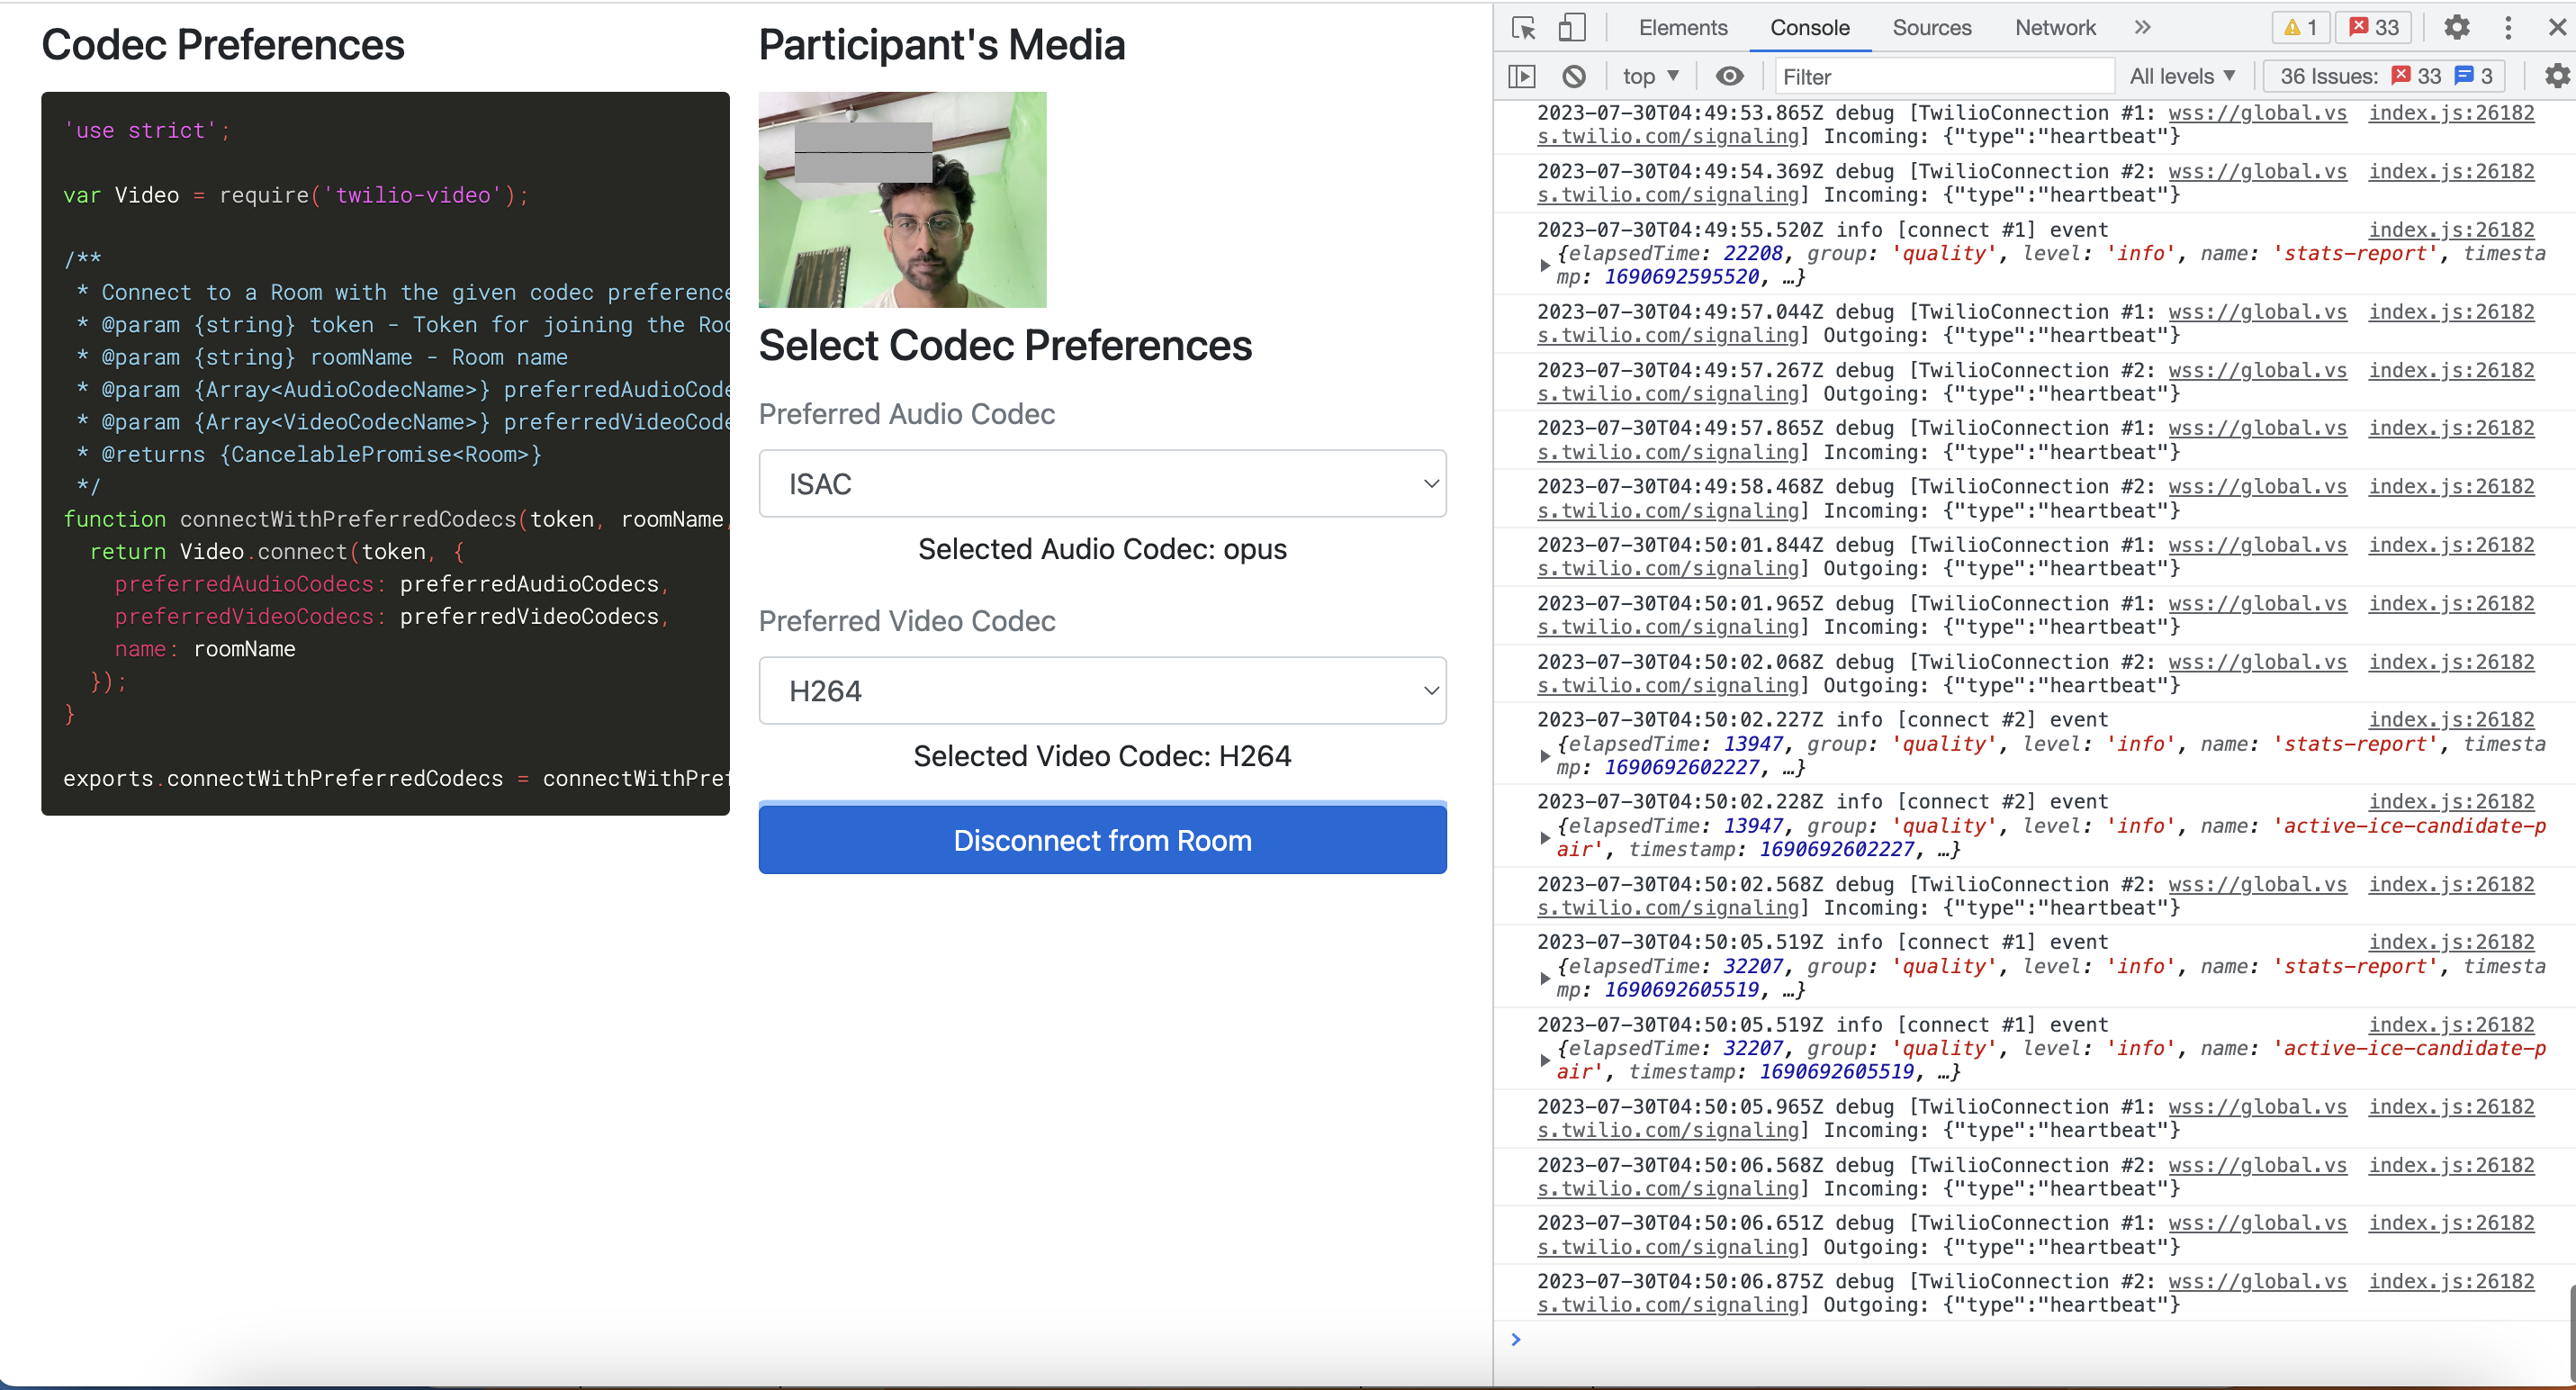 Codec Preferences
'use strict';
var Video = require('twilio-video');
/**
 * Connect to a Room with the given codec preference
 * @param {string} token - Token for joining the Roo
 * @param {string} roomName - Room name
 * @param {Array<AudioCodecName>} preferredAudioCode
 * @param {Array<VideoCodecName>} preferredVideoCode
 * @returns {CancelablePromise<Room>}
 */
function connectWithPreferredCodecs(token, roomName,
  return Video.connect(token, {
    preferredAudioCodecs: preferredAudioCodecs,
    preferredVideoCodecs: preferredVideoCodecs,
    name: roomName
  });
}
exports.connectWithPreferredCodecs = connectWithPref
Participant's Media
Select Codec Preferences
Preferred Audio Codec
ISAC
Selected Audio Codec: opus
Preferred Video Codec
H264
Selected Video Codec: H264
Disconnect from Room
Elements Console Sources Network » 1 33
top Filter All levels 36 Issues: 33 3
2023-07-30T04:49:53.865Z debug [TwilioConnection #1: wss://global.vs index.js:26182
s.twilio.com/signaling] Incoming: {"type":"heartbeat"}
2023-07-30T04:49:54.369Z debug [TwilioConnection #2: wss://global.vs index.js:26182
s.twilio.com/signaling] Incoming: {"type":"heartbeat"}
2023-07-30T04:49:55.520Z info [connect #1] event index.js:26182
{elapsedTime: 22208, group: 'quality', level: 'info', name: 'stats-report', timesta
mp: 1690692595520, …}
2023-07-30T04:49:57.044Z debug [TwilioConnection #1: wss://global.vs index.js:26182
s.twilio.com/signaling] Outgoing: {"type":"heartbeat"}
2023-07-30T04:49:57.267Z debug [TwilioConnection #2: wss://global.vs index.js:26182
s.twilio.com/signaling] Outgoing: {"type":"heartbeat"}
2023-07-30T04:49:57.865Z debug [TwilioConnection #1: wss://global.vs index.js:26182
s.twilio.com/signaling] Incoming: {"type":"heartbeat"}
2023-07-30T04:49:58.468Z debug [TwilioConnection #2: wss://global.vs index.js:26182
s.twilio.com/signaling] Incoming: {"type":"heartbeat"}
2023-07-30T04:50:01.844Z debug [TwilioConnection #1: wss://global.vs index.js:26182
s.twilio.com/signaling] Outgoing: {"type":"heartbeat"}
2023-07-30T04:50:01.965Z debug [TwilioConnection #1: wss://global.vs index.js:26182
s.twilio.com/signaling] Incoming: {"type":"heartbeat"}
2023-07-30T04:50:02.068Z debug [TwilioConnection #2: wss://global.vs index.js:26182
s.twilio.com/signaling] Outgoing: {"type":"heartbeat"}
2023-07-30T04:50:02.227Z info [connect #2] event index.js:26182
{elapsedTime: 13947, group: 'quality', level: 'info', name: 'stats-report', timesta
mp: 1690692602227, …}
2023-07-30T04:50:02.228Z info [connect #2] event index.js:26182
{elapsedTime: 13947, group: 'quality', level: 'info', name: 'active-ice-candidate-p
air', timestamp: 1690692602227, …}
2023-07-30T04:50:02.568Z debug [TwilioConnection #2: wss://global.vs index.js:26182
s.twilio.com/signaling] Incoming: {"type":"heartbeat"}
2023-07-30T04:50:05.519Z info [connect #1] event index.js:26182
{elapsedTime: 32207, group: 'quality', level: 'info', name: 'stats-report', timesta
mp: 1690692605519, …}
2023-07-30T04:50:05.519Z info [connect #1] event index.js:26182
{elapsedTime: 32207, group: 'quality', level: 'info', name: 'active-ice-candidate-p
air', timestamp: 1690692605519, …}
2023-07-30T04:50:05.965Z debug [TwilioConnection #1: wss://global.vs index.js:26182
s.twilio.com/signaling] Incoming: {"type":"heartbeat"}
2023-07-30T04:50:06.568Z debug [TwilioConnection #2: wss://global.vs index.js:26182
s.twilio.com/signaling] Incoming: {"type":"heartbeat"}
2023-07-30T04:50:06.651Z debug [TwilioConnection #1: wss://global.vs index.js:26182
s.twilio.com/signaling] Outgoing: {"type":"heartbeat"}
2023-07-30T04:50:06.875Z debug [TwilioConnection #2: wss://global.vs index.js:26182
s.twilio.com/signaling] Outgoing: {"type":"heartbeat"}